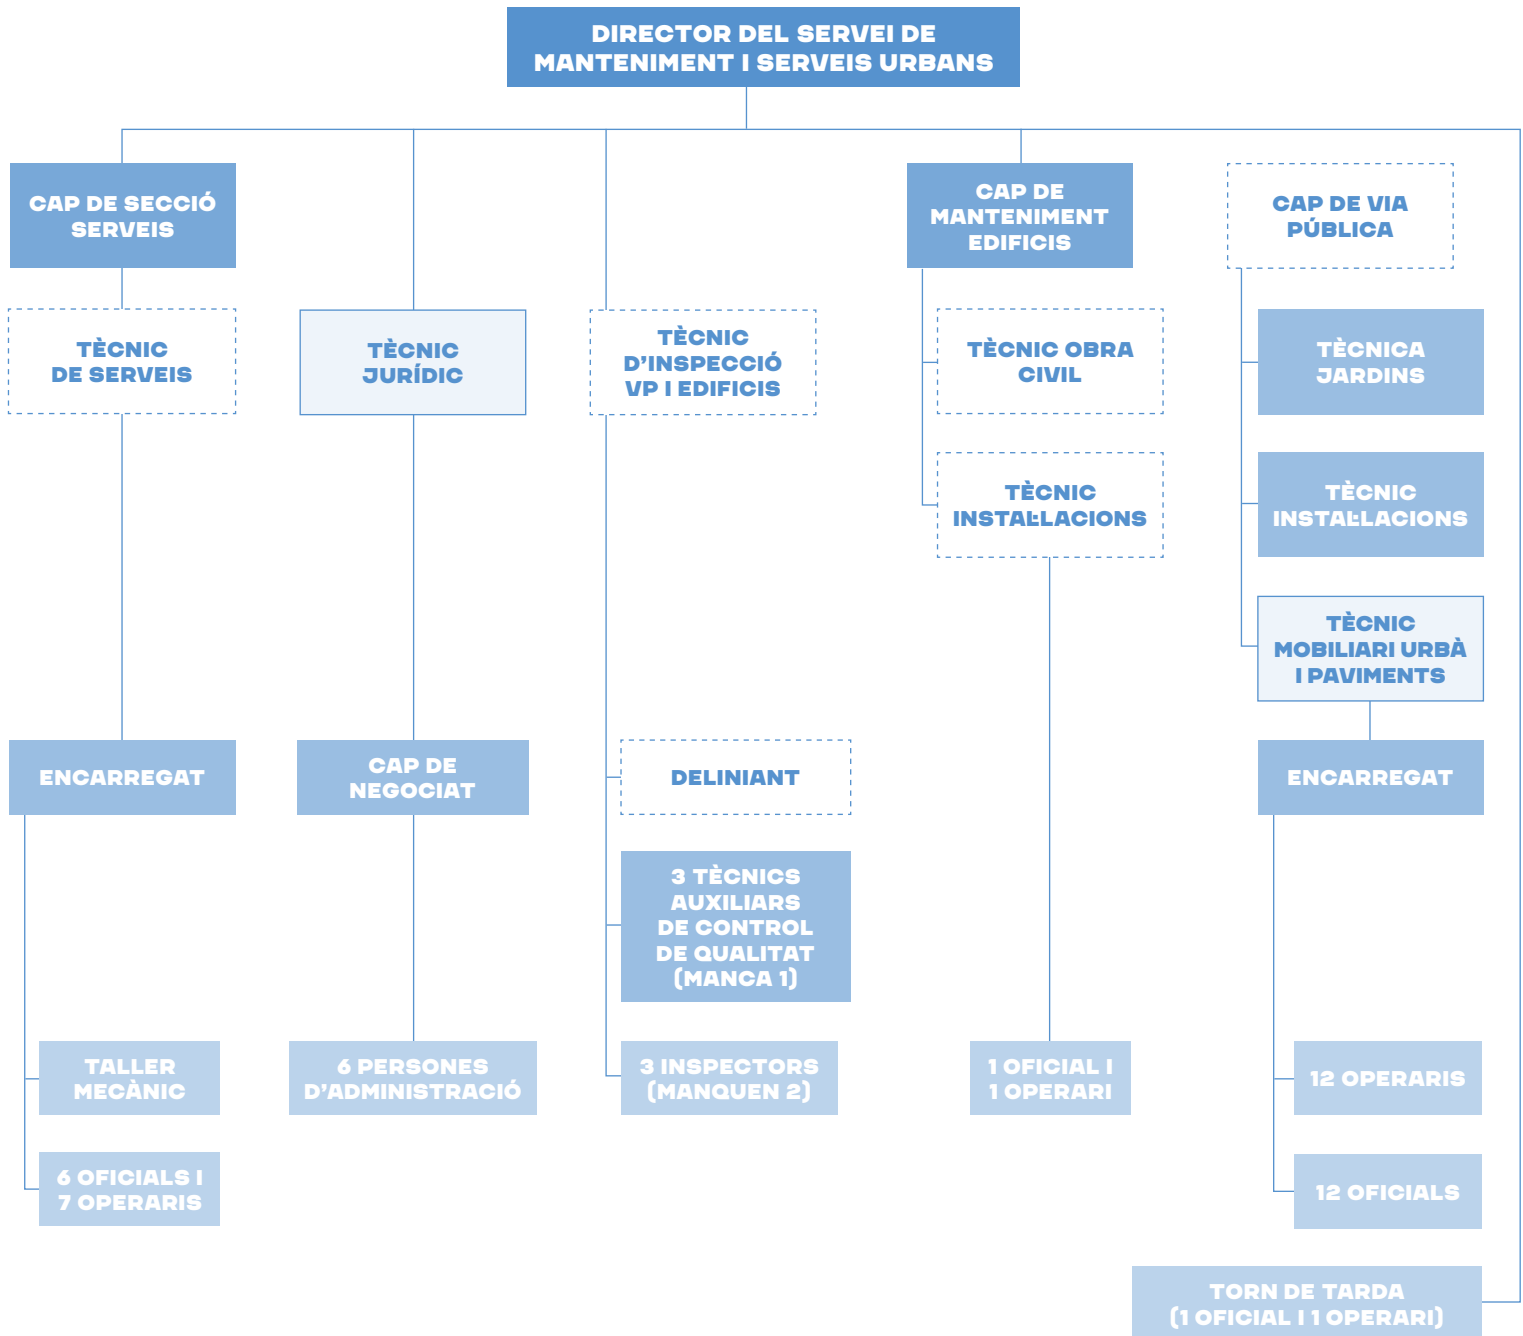 DIRECTOR DEL SERVEI DE
MANTENIMENT I SERVEIS URBANS
CAP DE SECCIÓ
SERVEIS
CAP DE
MANTENIMENT
EDIFICIS
CAP DE VIA
PÚBLICA
TÈCNIC
DE SERVEIS
TÈCNIC
JURÍDIC
TÈCNIC
D’INSPECCIÓ
VP I EDIFICIS
TÈCNIC OBRA
CIVIL
TÈCNICA
JARDINS
TÈCNIC
INSTAL·LACIONS
TÈCNIC
INSTAL·LACIONS
TÈCNIC
MOBILIARI URBÀ
I PAVIMENTS
ENCARREGAT
CAP DE
NEGOCIAT
DELINIANT
ENCARREGAT
3 TÈCNICS
AUXILIARS
DE CONTROL
DE QUALITAT
(MANCA 1)
TALLER
MECÀNIC
6 PERSONES
D’ADMINISTRACIÓ
3 INSPECTORS
(MANQUEN 2)
1 OFICIAL I
1 OPERARI
12 OPERARIS
6 OFICIALS I
7 OPERARIS
12 OFICIALS
TORN DE TARDA
(1 OFICIAL I 1 OPERARI)